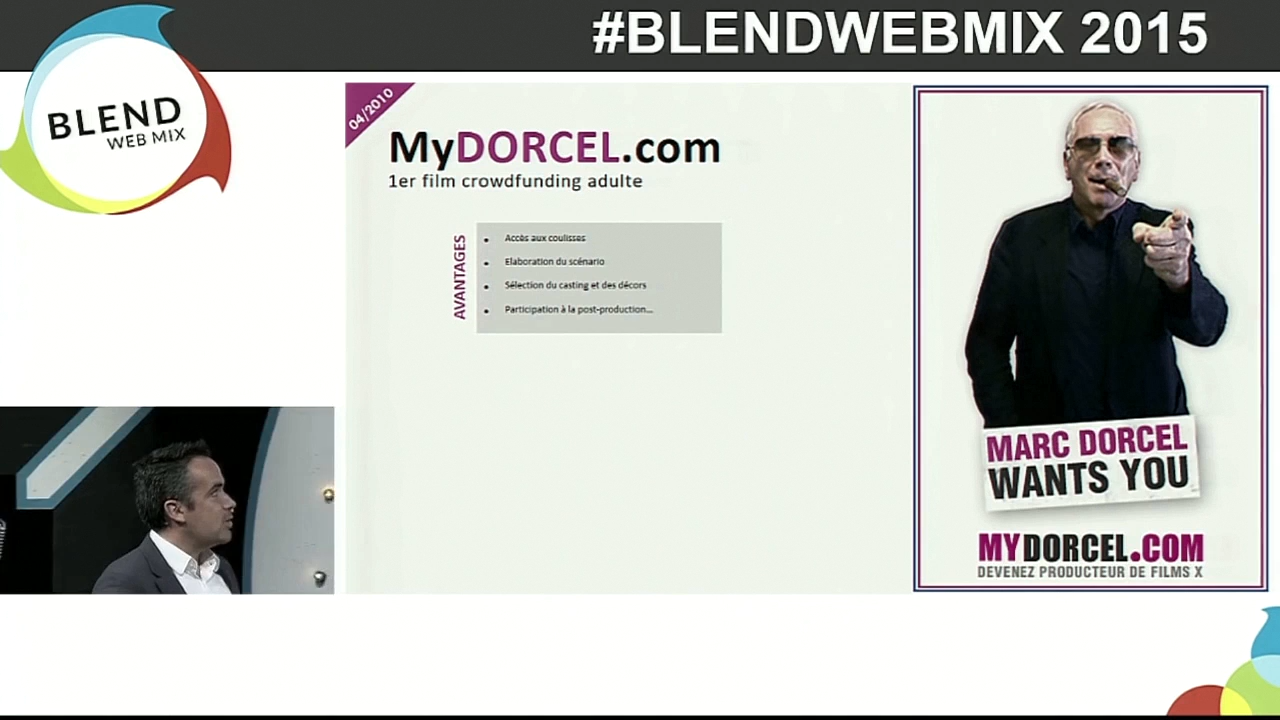 #BLENDWEBMIX 2015
BLEND
WEB MIX
04/2010
MyDORCEL.com
1er film crowdfunding adulte
AVANTAGES
• Accès aux coulisses
• Elaboration du scénario
• Sélection du casting et des décors
• Participation à la post-production...
MARC DORCEL
WANTS YOU
MYDORCEL.COM
DEVENEZ PRODUCTEUR DE FILMS X